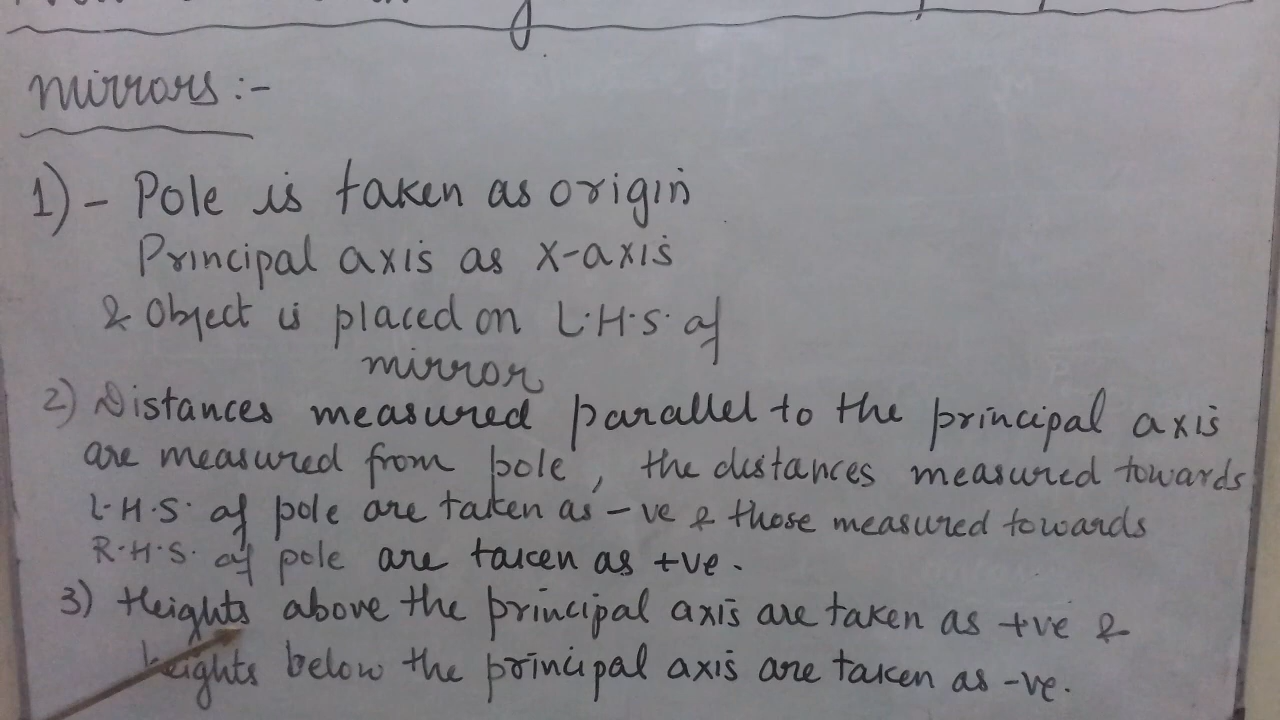 mirrors :-
1) - Pole is taken as origin
Principal axis as X-axis
& Object is placed on L.H.S. of
mirror
2) Distances measured parallel to the principal axis
are measured from pole, the distances measured towards
L.H.S. of pole are taken as -ve & those measured towards
R.H.S. of pole are taken as +ve.
3) Heights above the principal axis are taken as +ve &
heights below the principal axis are taken as -ve.